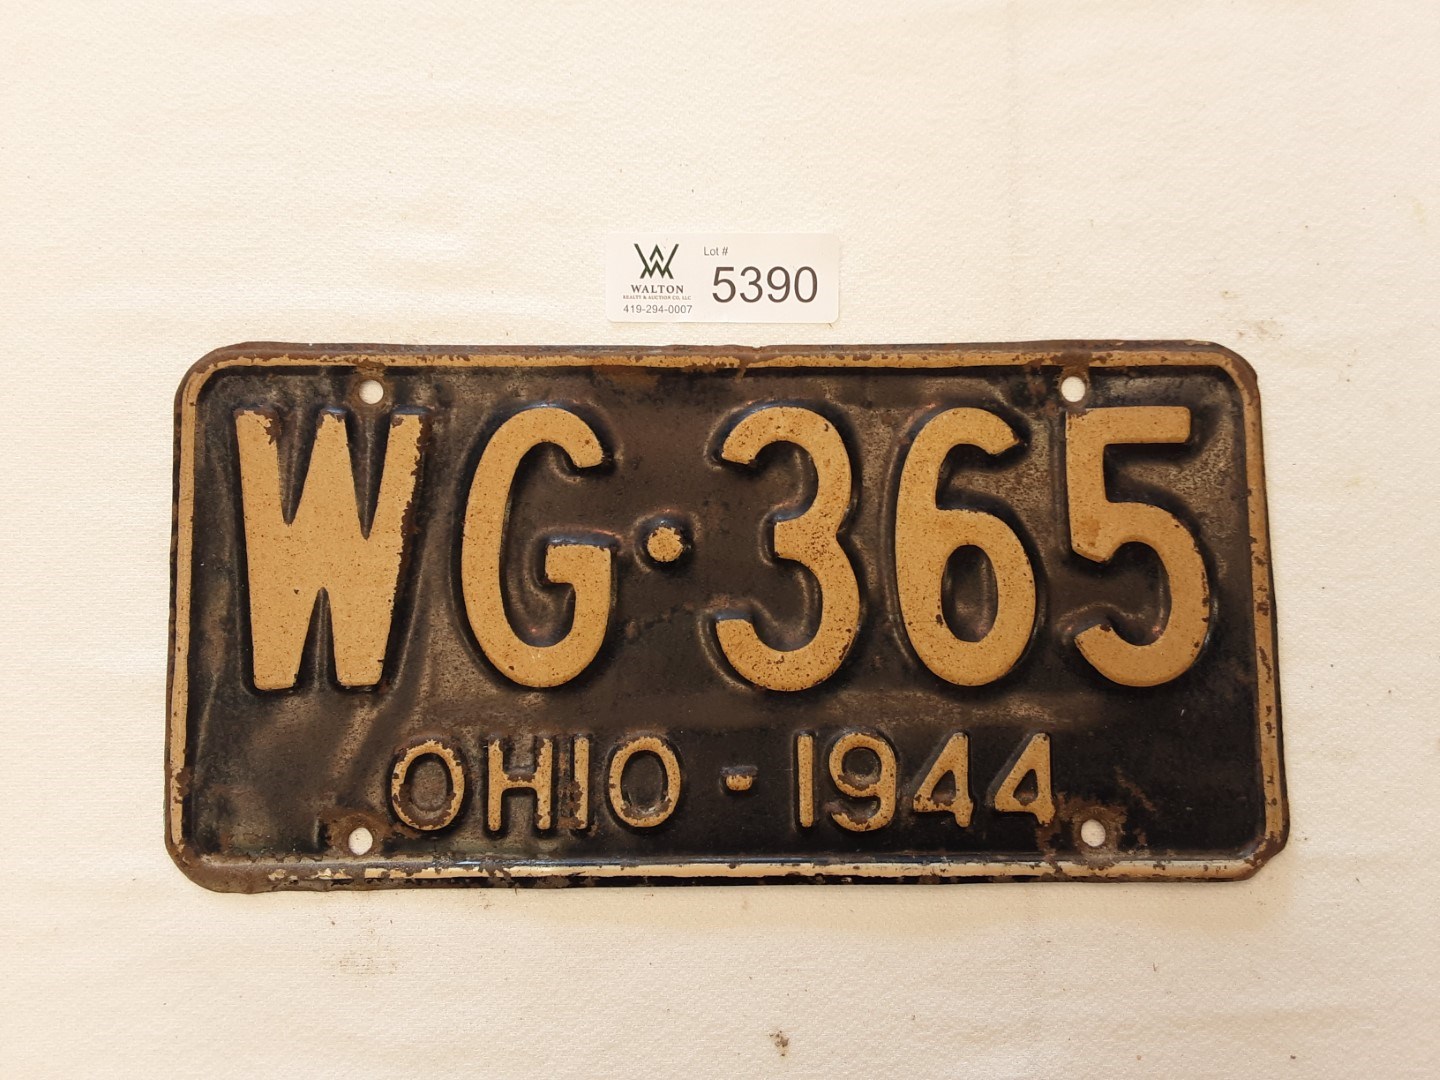 Lot #
5390
WALTON
REALTY & AUCTION CO, LLC
419-294-0007
WG·365
OHIO - 1944